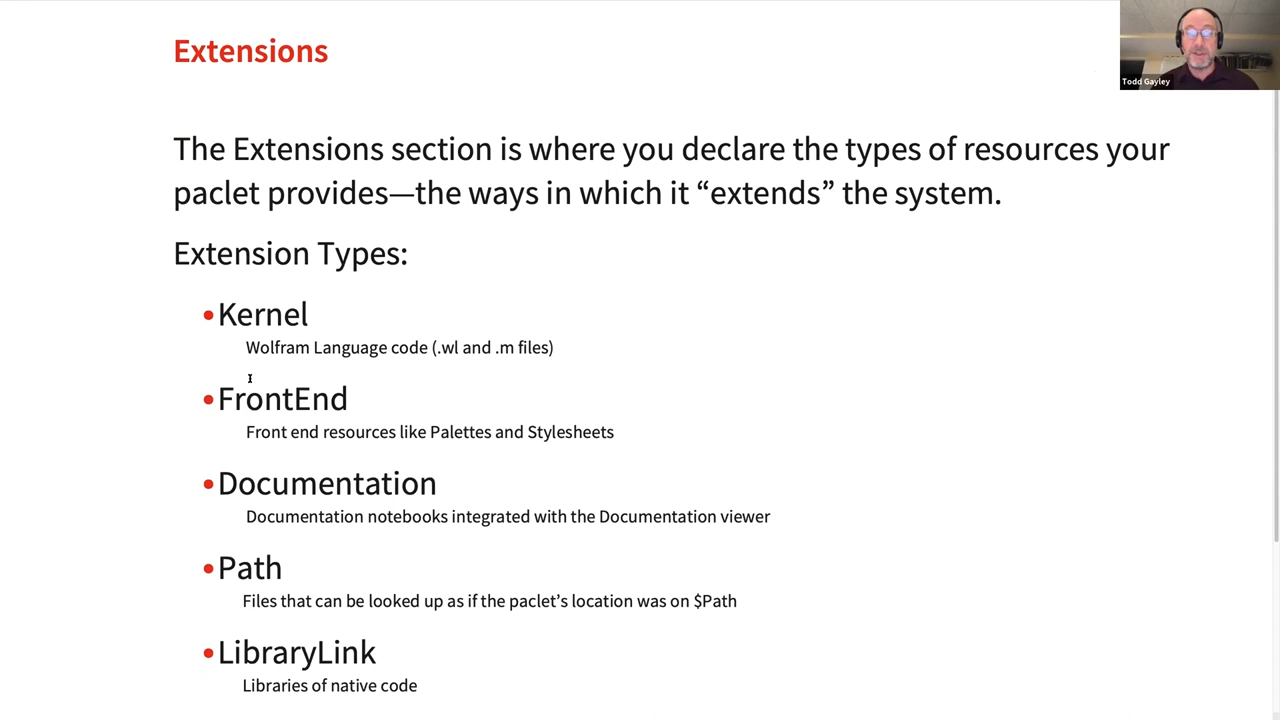 Extensions
Todd Gayley
The Extensions section is where you declare the types of resources your
paclet provides—the ways in which it “extends” the system.
Extension Types:
•Kernel
Wolfram Language code (.wl and .m files)
•FrontEnd
Front end resources like Palettes and Stylesheets
•Documentation
Documentation notebooks integrated with the Documentation viewer
•Path
Files that can be looked up as if the paclet’s location was on $Path
•LibraryLink
Libraries of native code